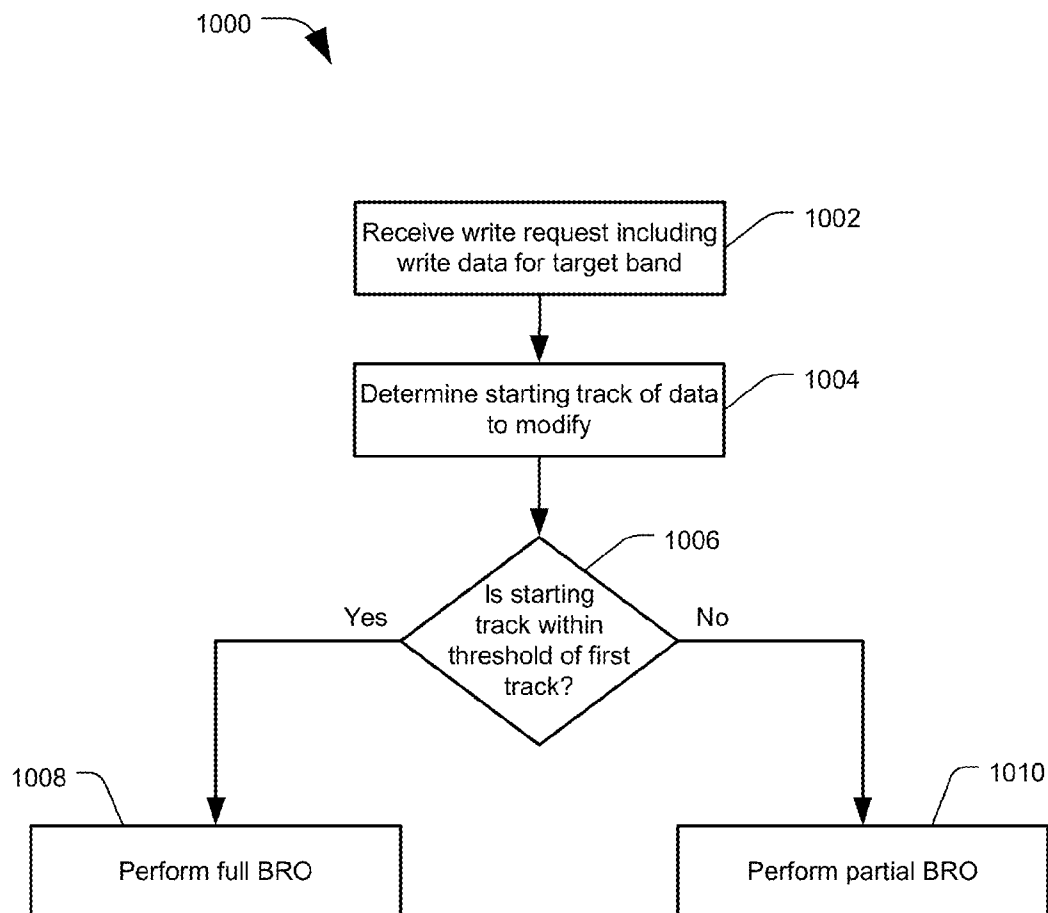 1000
Receive write request including
write data for target band
1002
Determine starting track of data
to modify
1004
1006
Is starting
track within
threshold of first
track?
Yes
No
1008
1010
Perform full BRO
Perform partial BRO